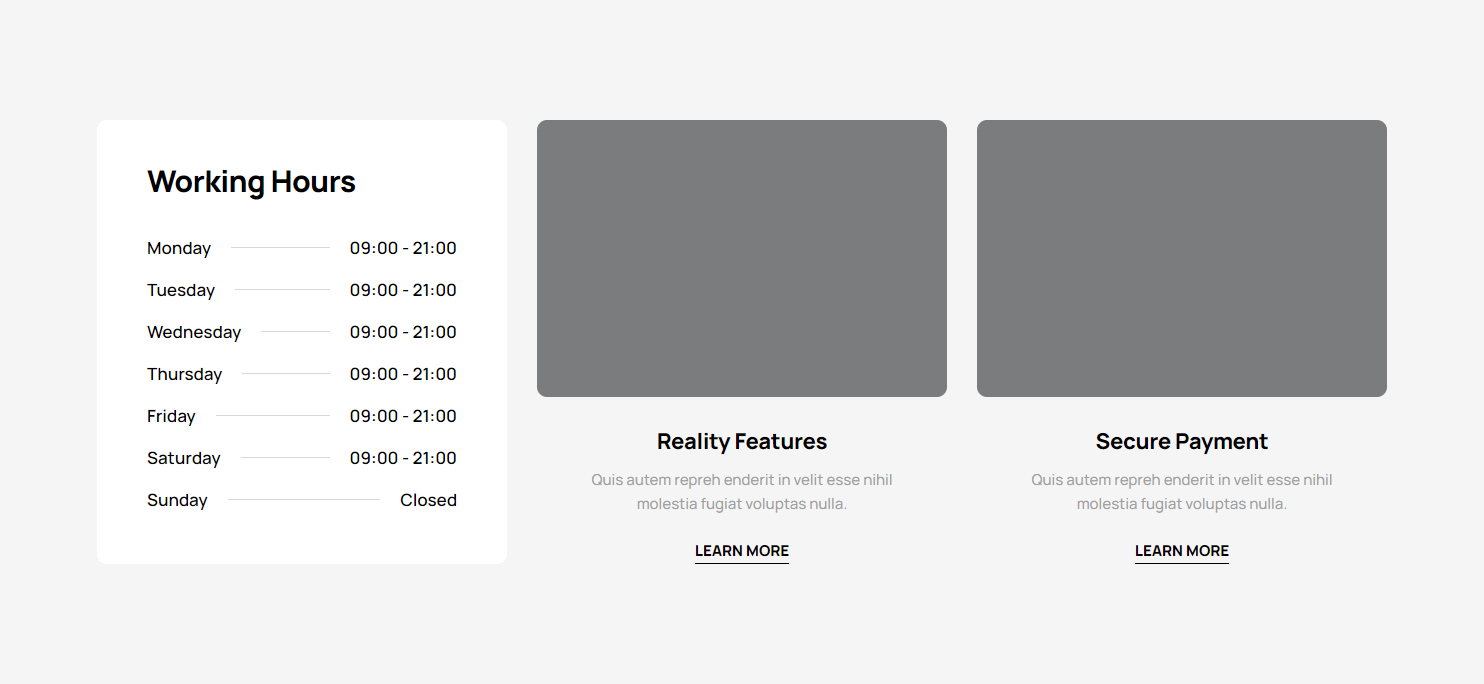 Working Hours
Monday 09:00 - 21:00
Tuesday 09:00 - 21:00
Wednesday 09:00 - 21:00
Thursday 09:00 - 21:00
Friday 09:00 - 21:00
Saturday 09:00 - 21:00
Sunday Closed
Reality Features
Quis autem repreh enderit in velit esse nihil
molestia fugiat voluptas nulla.
LEARN MORE
Secure Payment
Quis autem repreh enderit in velit esse nihil
molestia fugiat voluptas nulla.
LEARN MORE